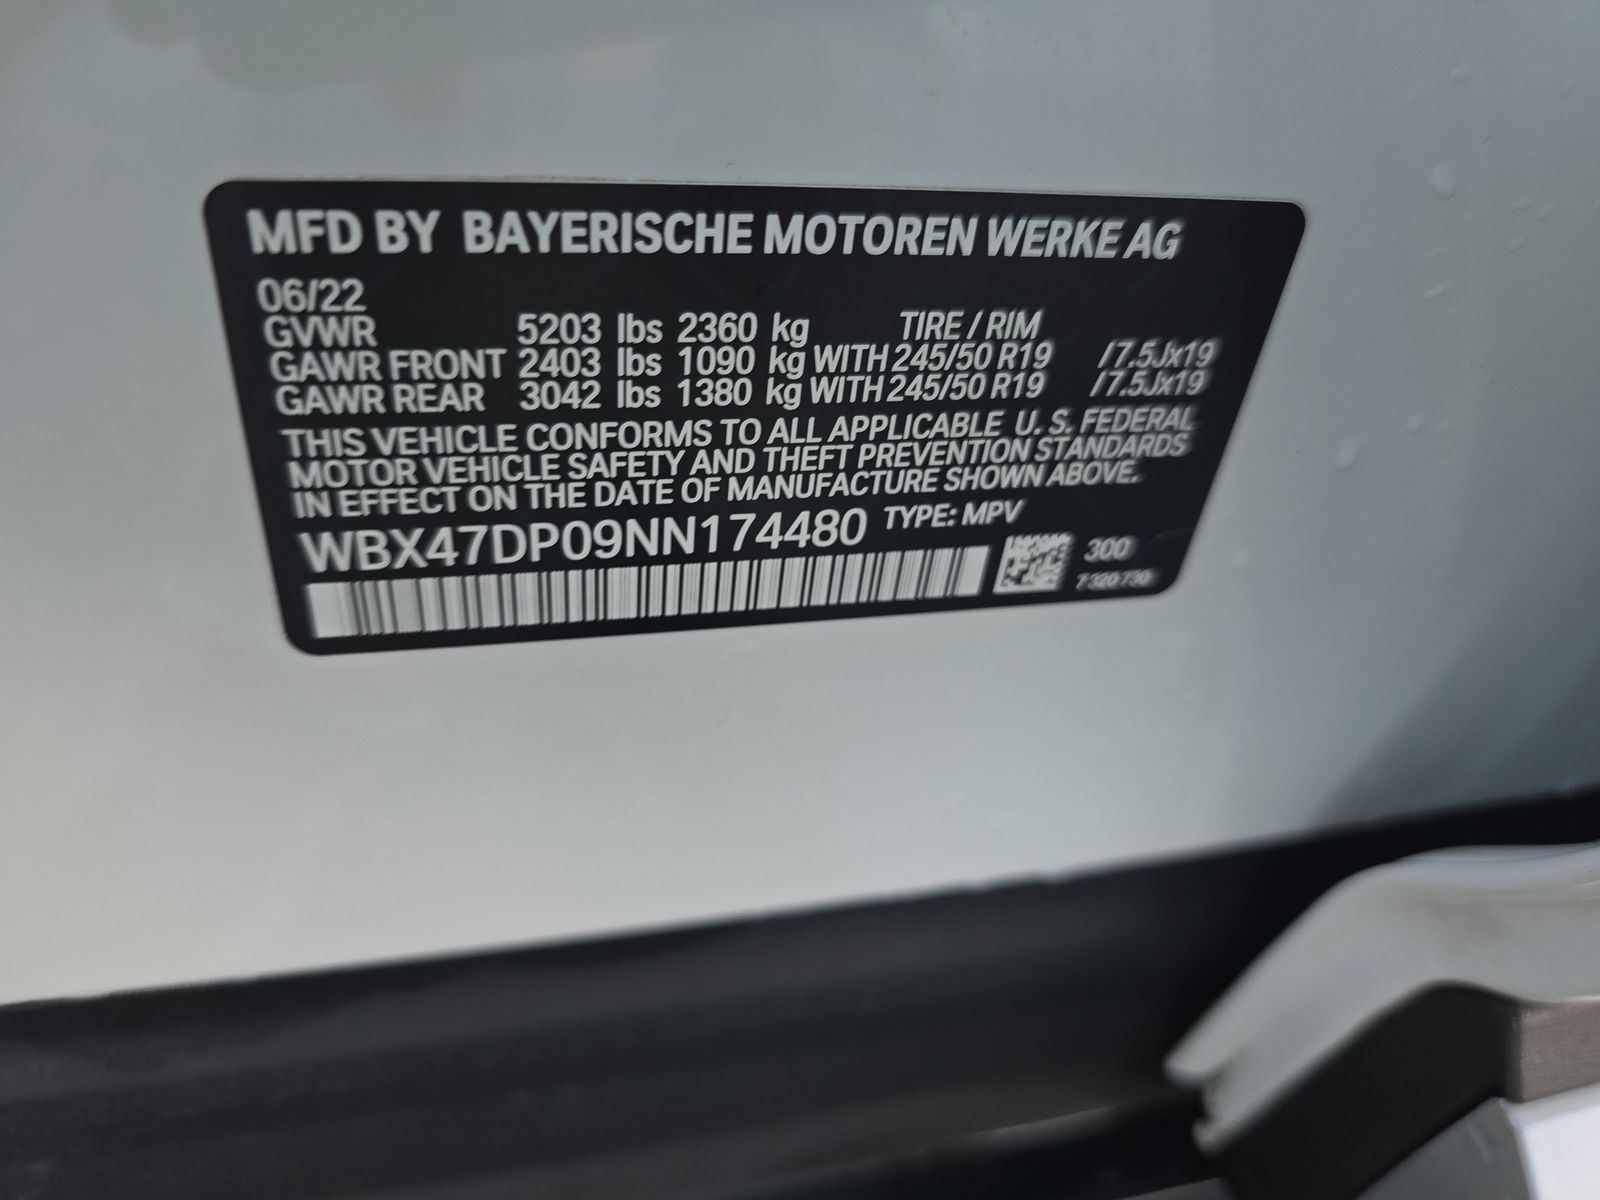 MFD BY BAYERISCHE MOTOREN WERKE AG
06/22
GVWR 5203 lbs 2360 kg TIRE / RIM
GAWR FRONT 2403 lbs 1090 kg WITH 245/50 R19 /7.5Jx19
GAWR REAR 3042 lbs 1380 kg WITH 245/50 R19 /7.5Jx19
THIS VEHICLE CONFORMS TO ALL APPLICABLE U. S. FEDERAL
MOTOR VEHICLE SAFETY AND THEFT PREVENTION STANDARDS
IN EFFECT ON THE DATE OF MANUFACTURE SHOWN ABOVE.
WBX47DP09NN174480 TYPE: MPV
300
7 320 730